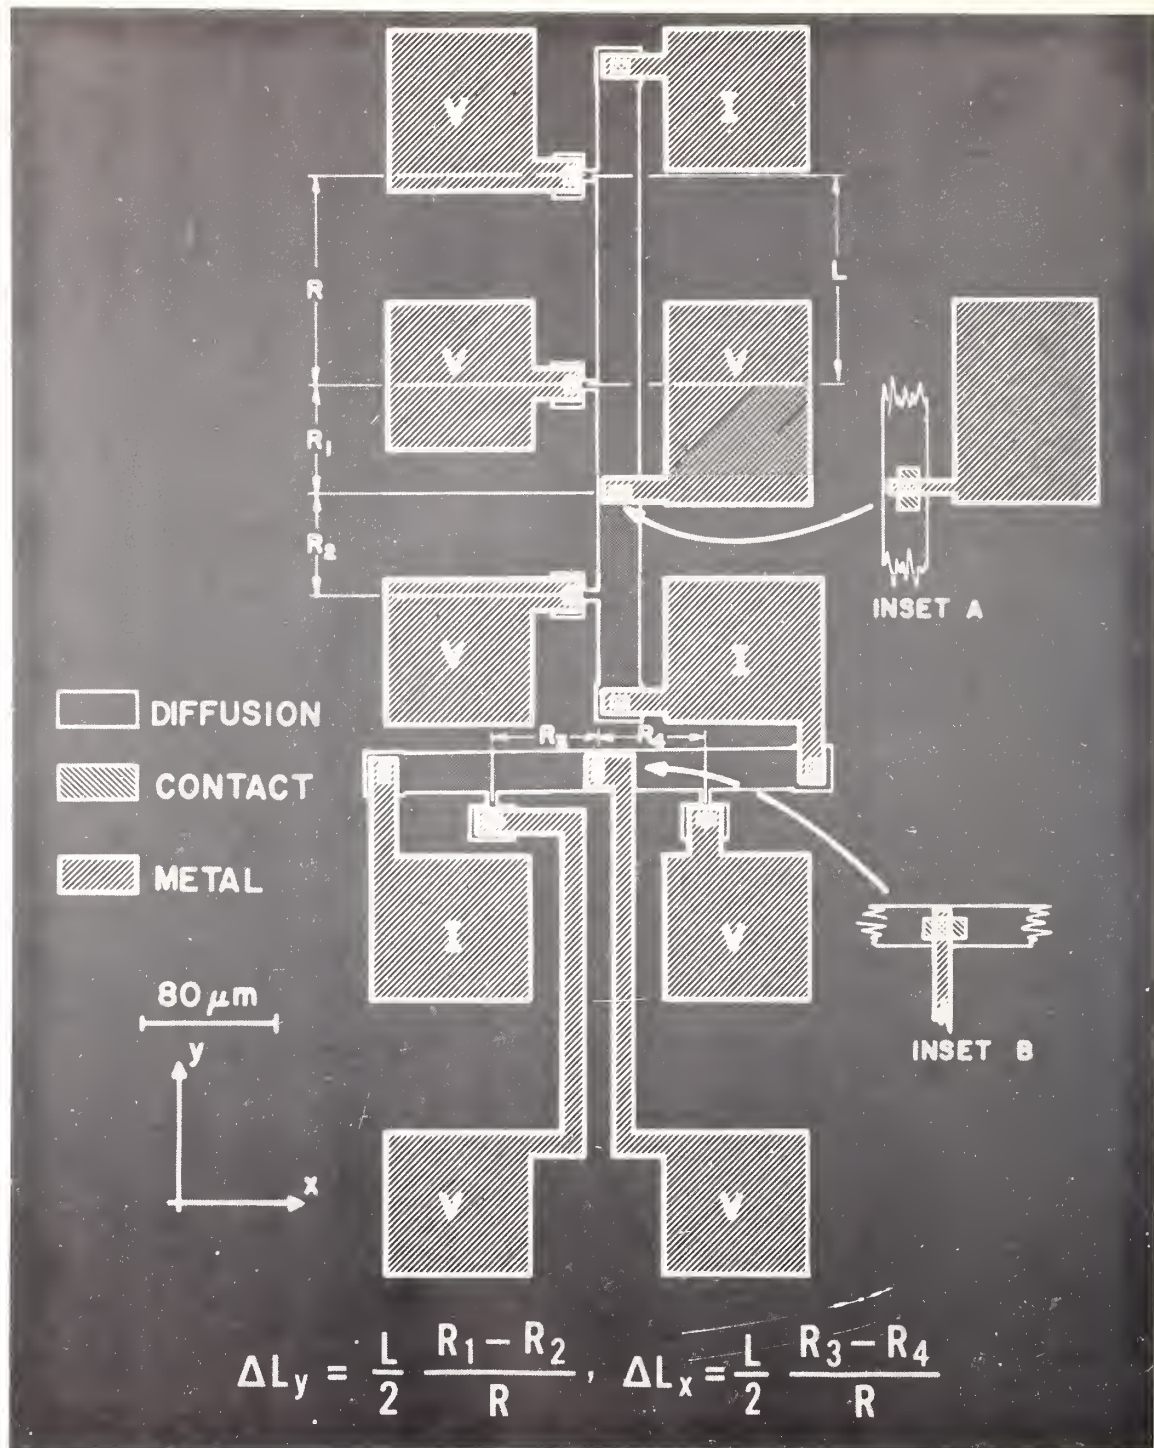 V
I
R
L
V
V
R1
R2
INSET A
V
I
DIFFUSION
R3
R4
CONTACT
METAL
I
V
80 μm
y
INSET B
x
V
V
ΔLy = L/2 (R1 − R2)/R, ΔLx = L/2 (R3 − R4)/R